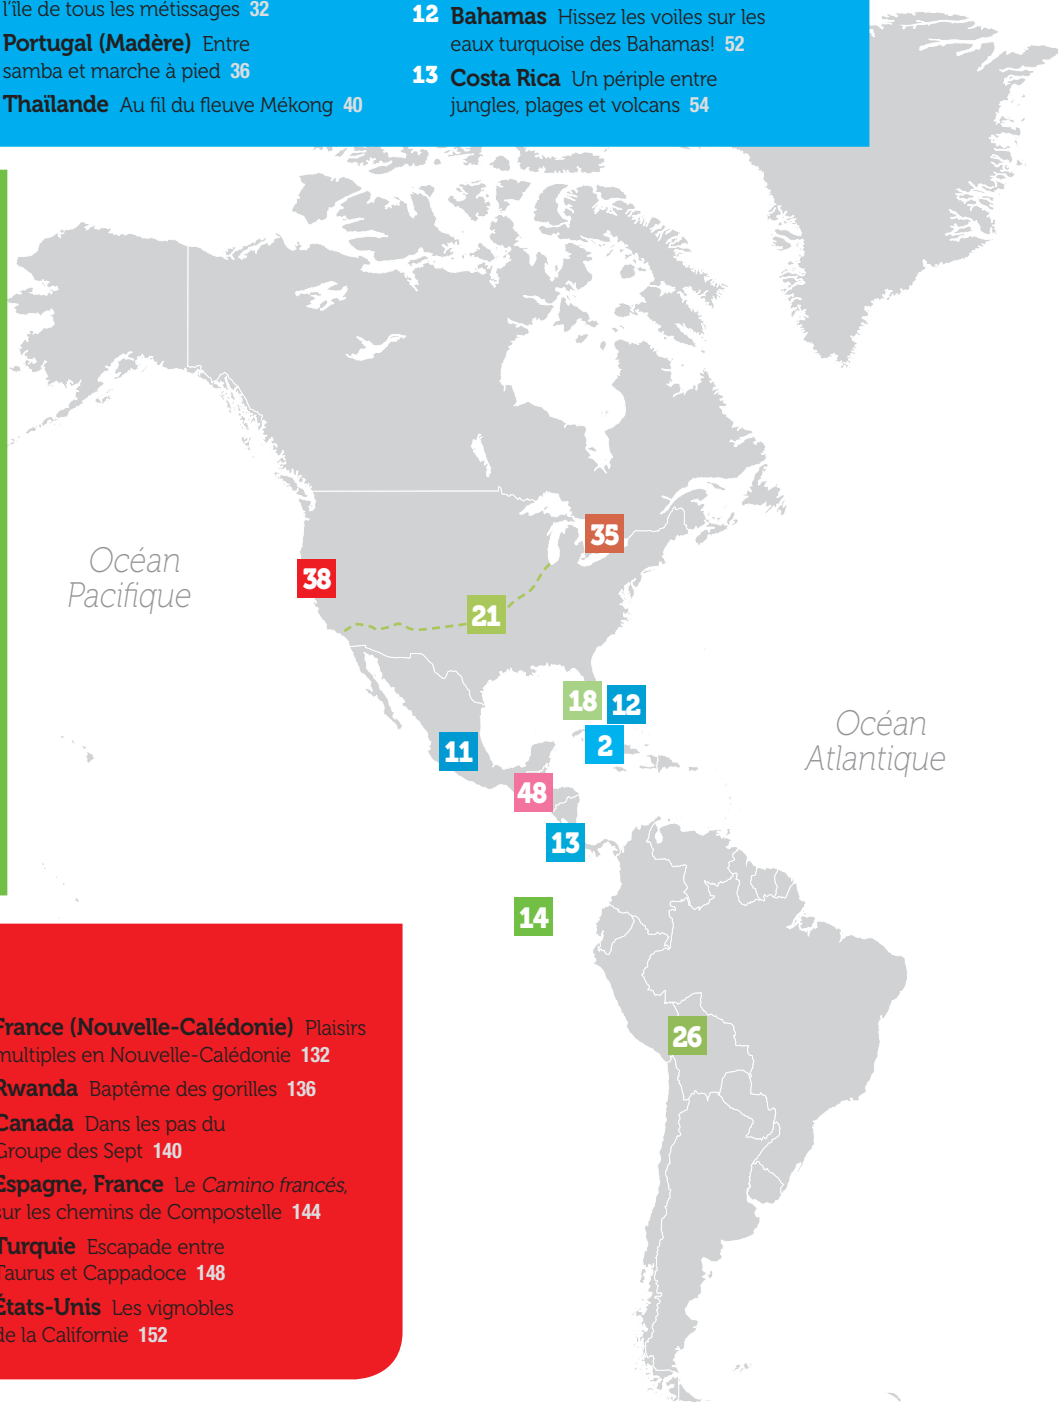 l'île de tous les métissages 32
Portugal (Madère) Entre
samba et marche à pied 36
Thaïlande Au fil du fleuve Mékong 40
12 Bahamas Hissez les voiles sur les
eaux turquoise des Bahamas! 52
13 Costa Rica Un périple entre
jungles, plages et volcans 54
Océan
Pacifique
Océan
Atlantique
35
38
21
18
12
2
11
48
13
14
26
France (Nouvelle-Calédonie) Plaisirs
multiples en Nouvelle-Calédonie 132
Rwanda Baptême des gorilles 136
Canada Dans les pas du
Groupe des Sept 140
Espagne, France Le Camino francés,
sur les chemins de Compostelle 144
Turquie Escapade entre
Taurus et Cappadoce 148
États-Unis Les vignobles
de la Californie 152